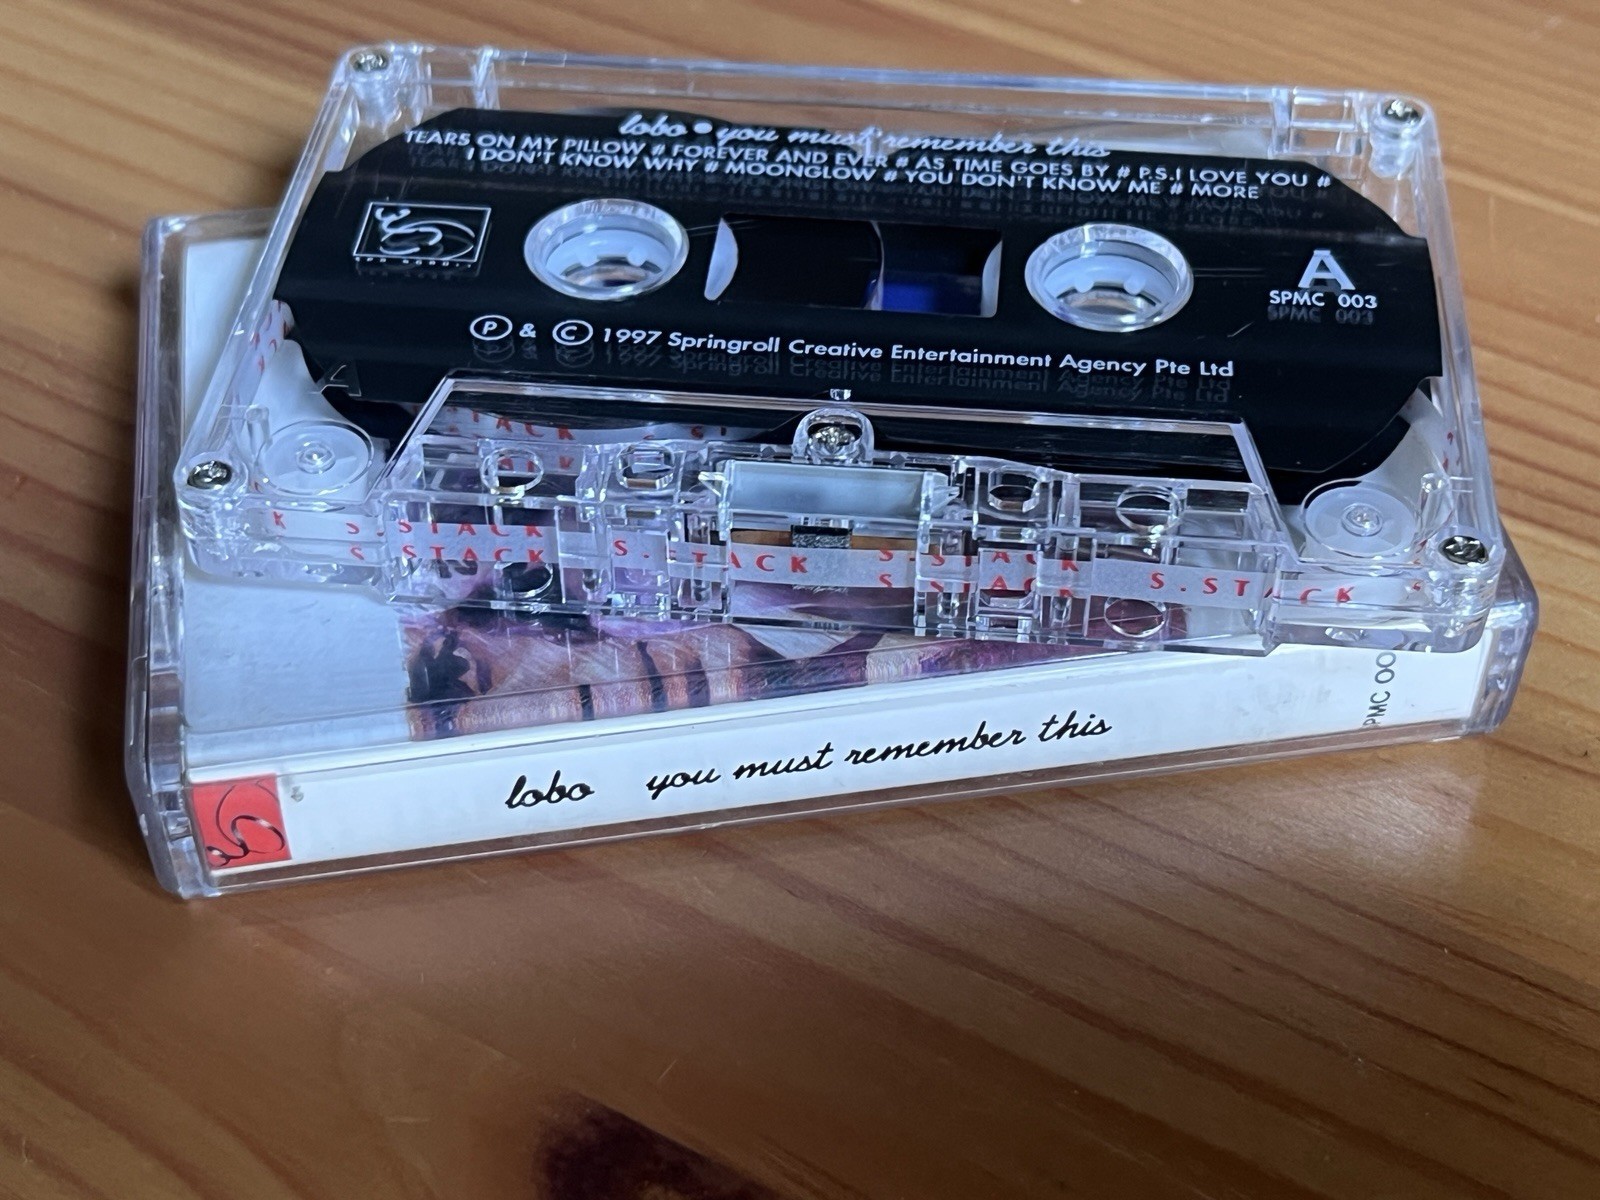 lobo • you must remember this
TEARS ON MY PILLOW # FOREVER AND EVER # AS TIME GOES BY # P.S.I LOVE YOU #
I DON'T KNOW WHY # MOONGLOW # YOU DON'T KNOW ME # MORE
A
SPMC 003
Ⓟ & Ⓒ 1997 Springroll Creative Entertainment Agency Pte Ltd
A
S.STACK
S.STACK S.STACK S.STACK S.STACK
lobo you must remember this